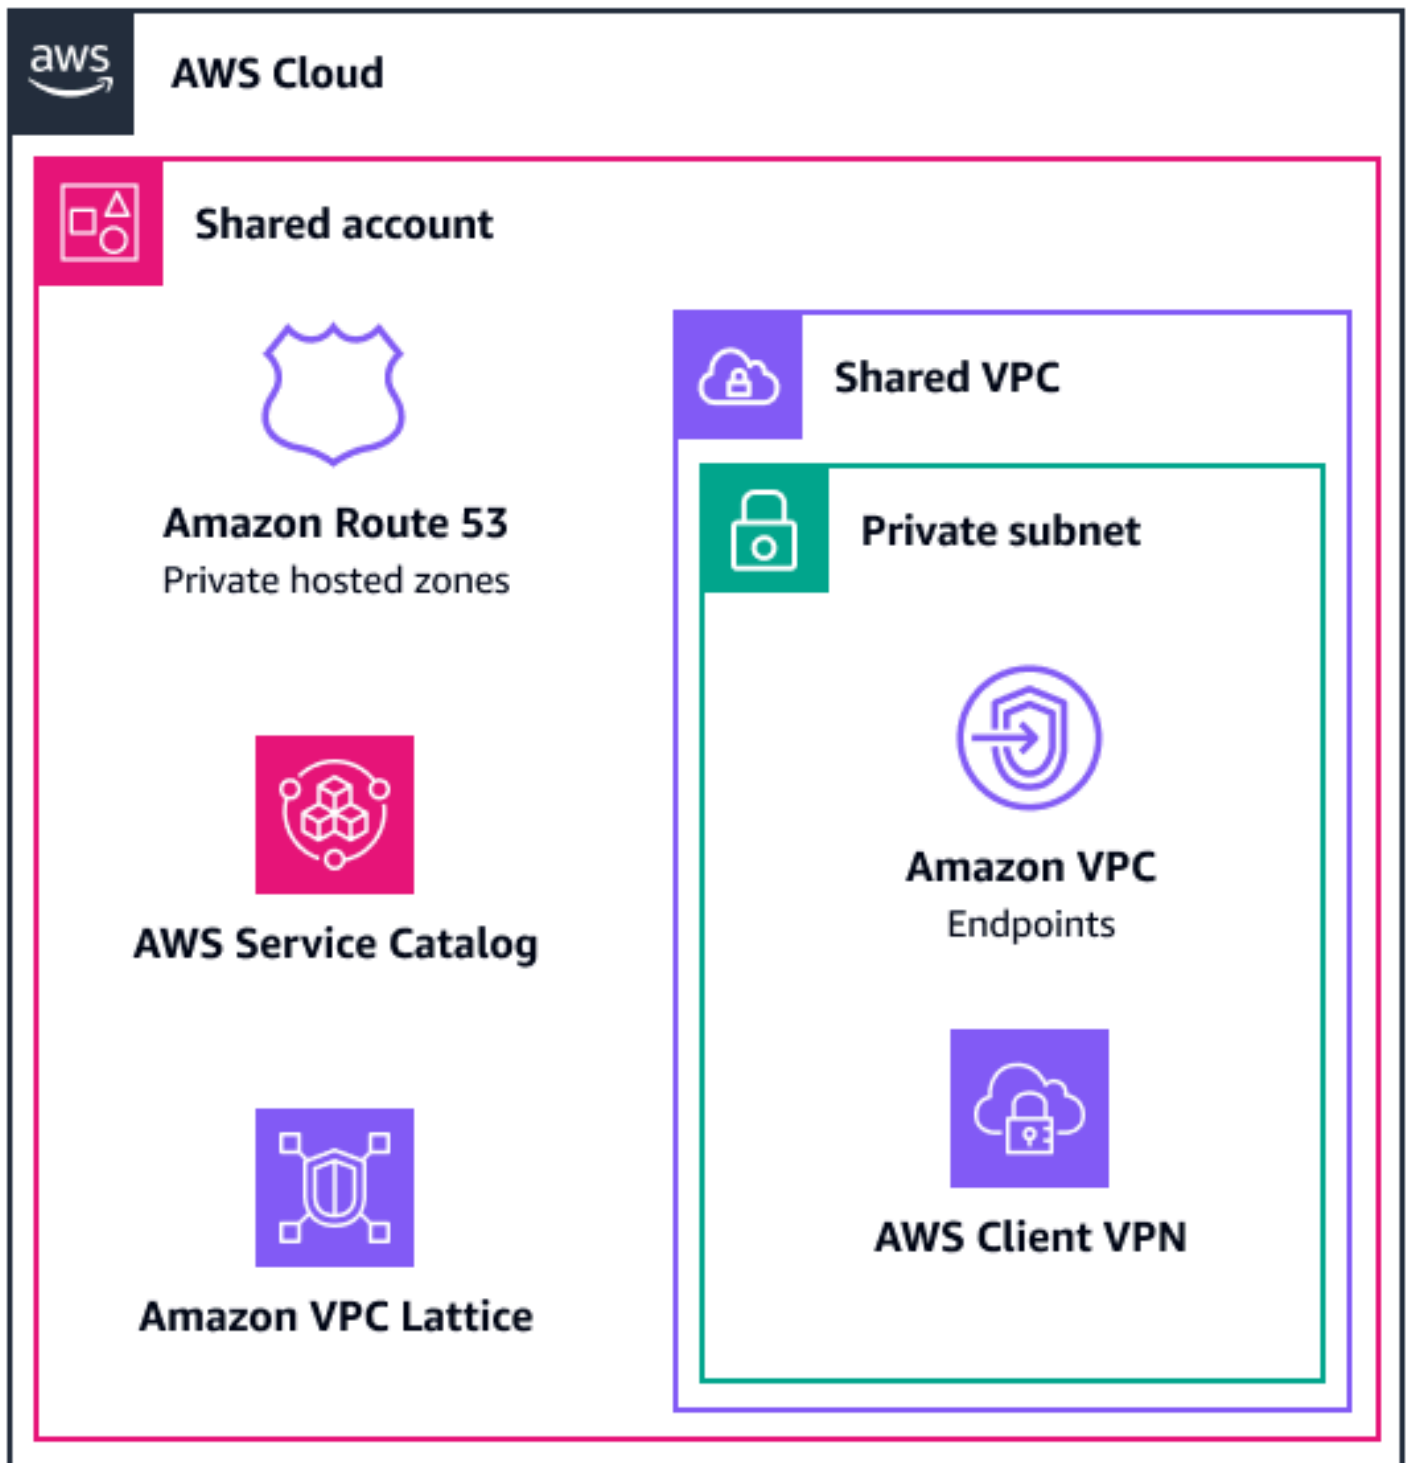 aws
AWS Cloud
Shared account
Amazon Route 53
Private hosted zones
AWS Service Catalog
Amazon VPC Lattice
Shared VPC
Private subnet
Amazon VPC
Endpoints
AWS Client VPN